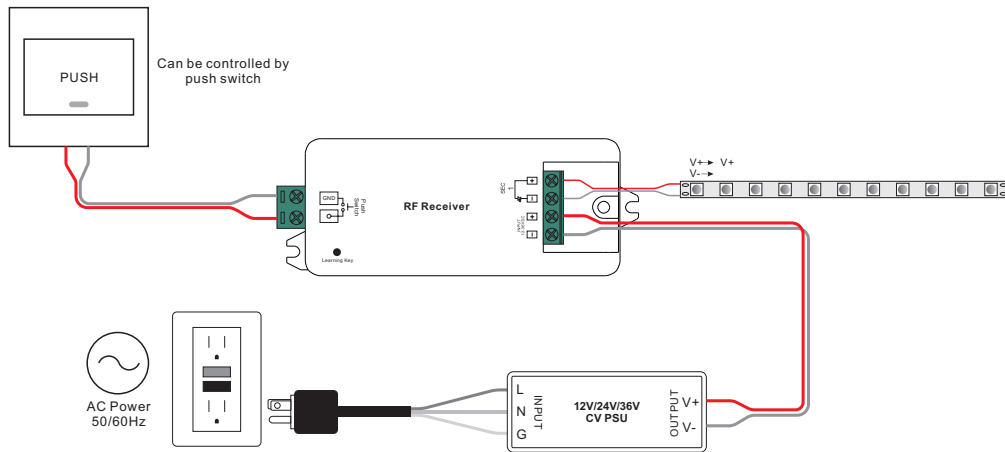 PUSH
Can be controlled by
push switch
GND
Push
Switch
RF Receiver
Learning Key
SEC
1
+
−
+
−
V+ V+
V-
AC Power
50/60Hz
L
N
G
INPUT
12V/24V/36V
CV PSU
OUTPUT
V+
V-